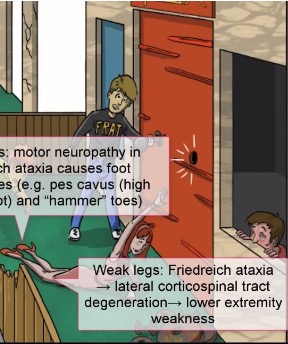 FRAT
s: motor neuropathy in
ch ataxia causes foot
es (e.g. pes cavus (high
ot) and "hammer" toes)
Weak legs: Friedreich ataxia
→ lateral corticospinal tract
degeneration→ lower extremity
weakness